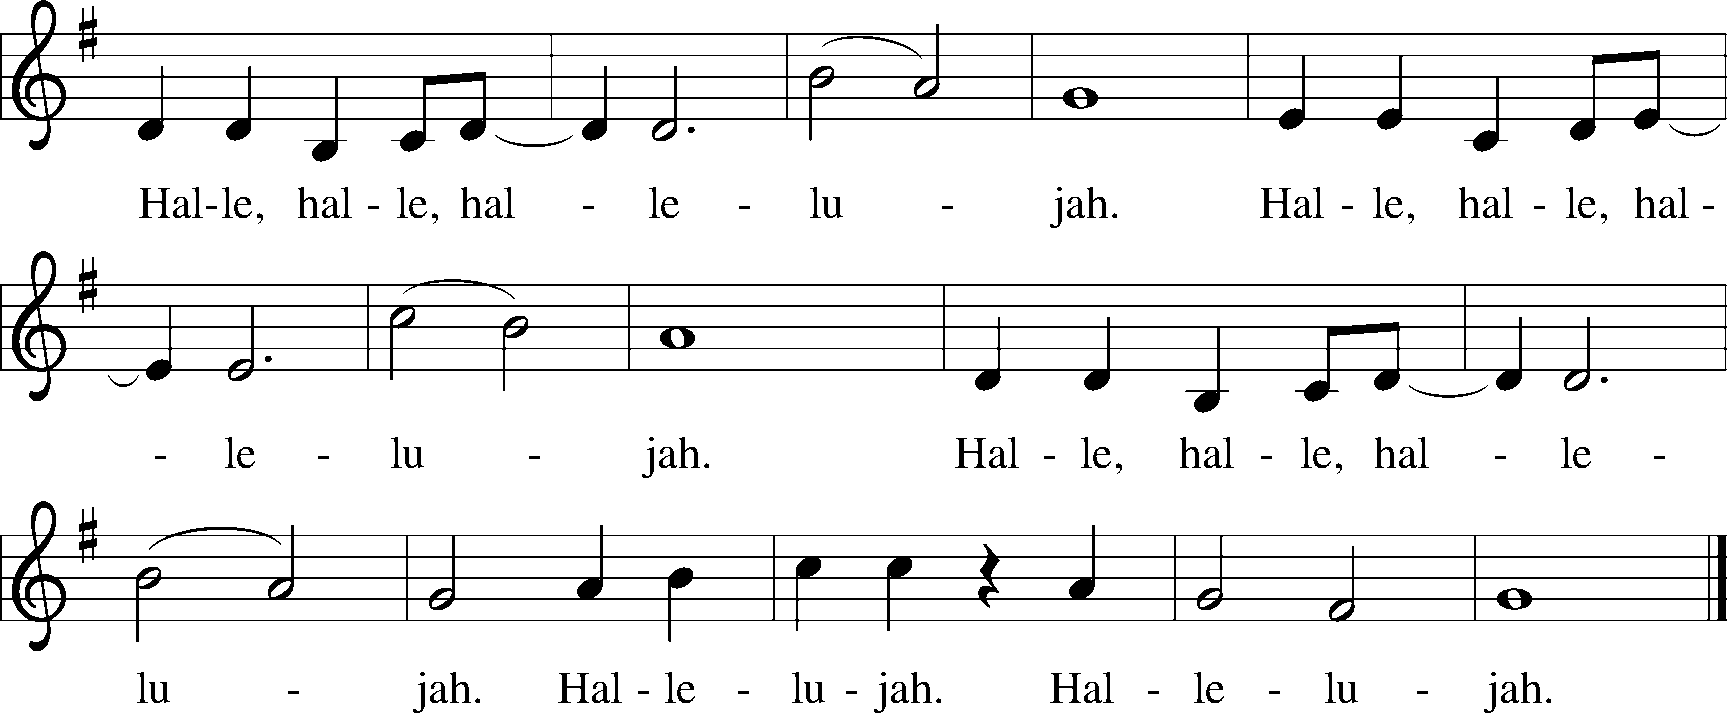 Hal-le, hal - le, hal - le - lu - jah. Hal - le, hal - le, hal -
- le - lu - jah. Hal - le, hal - le, hal - le -
lu - jah. Hal - le - lu - jah. Hal - le - lu - jah.